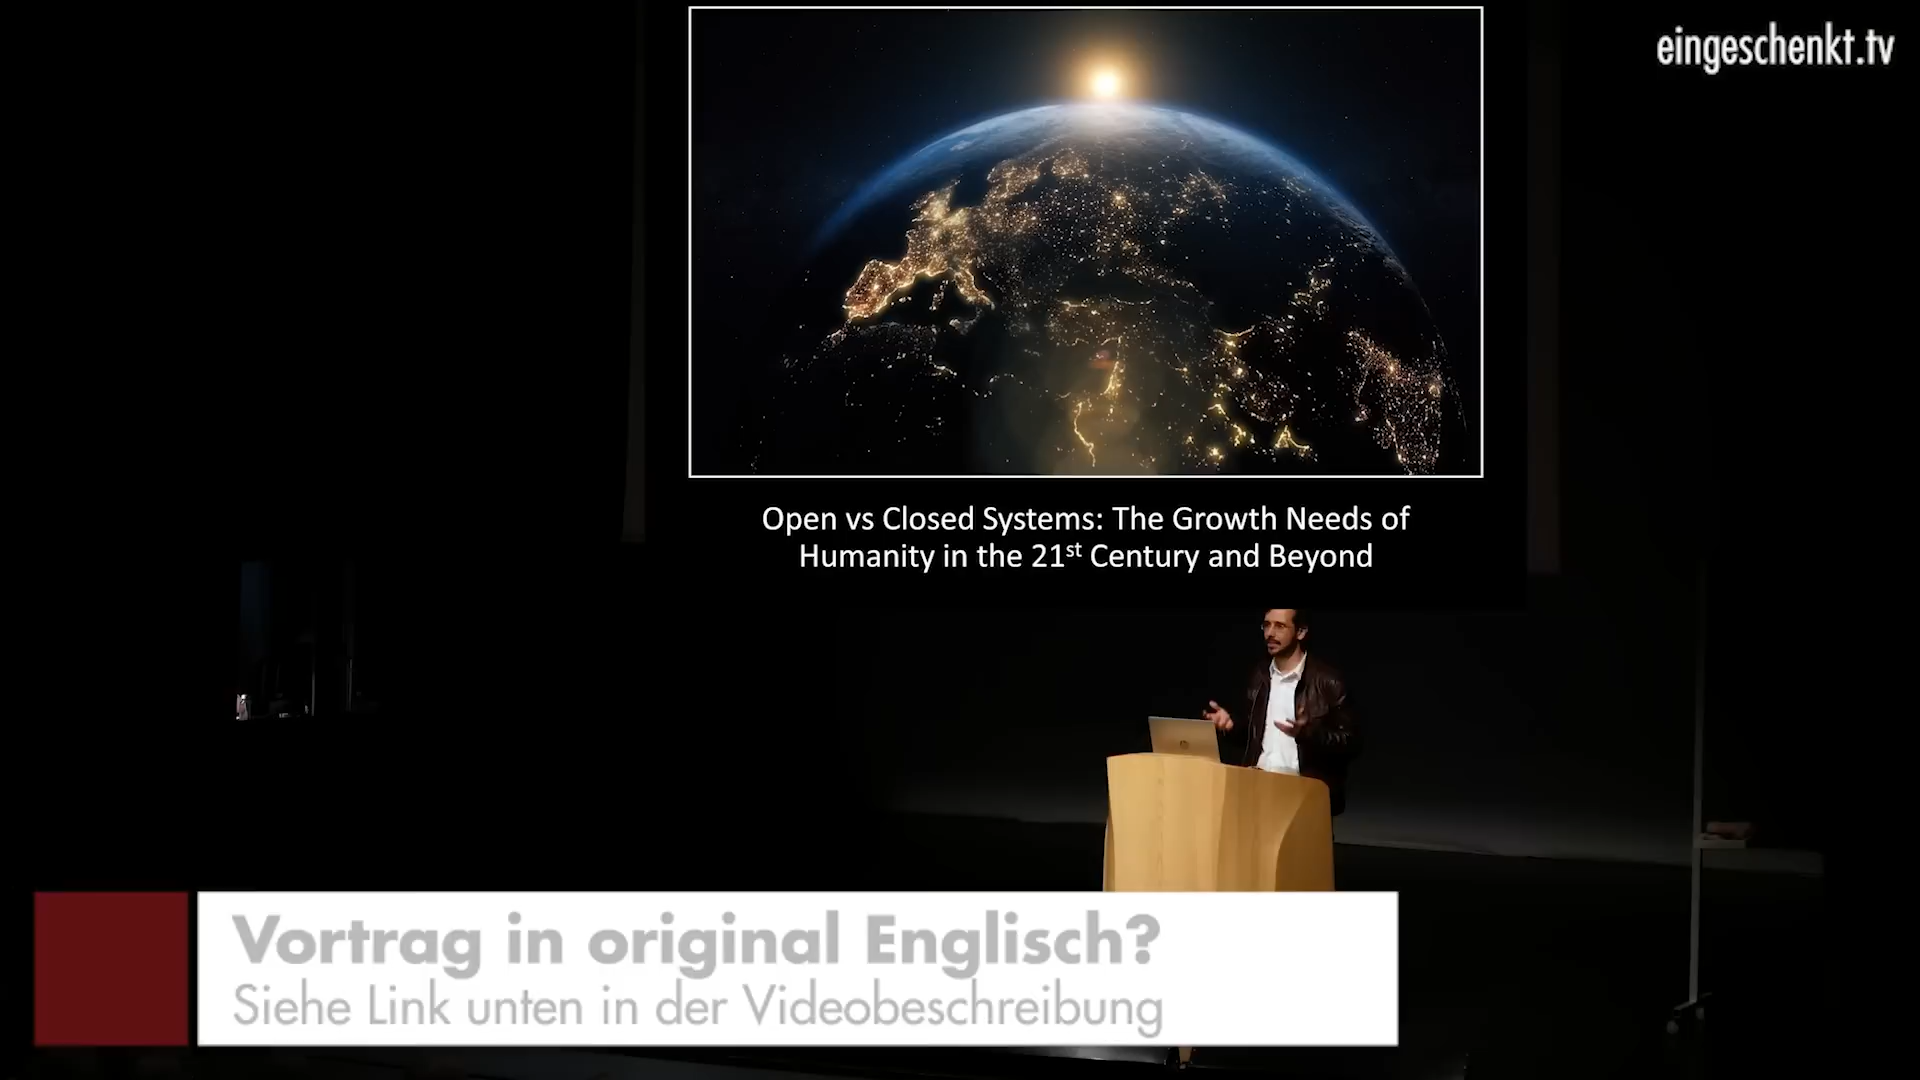 eingeschenkt.tv
Open vs Closed Systems: The Growth Needs of
Humanity in the 21st Century and Beyond
Vortrag in original Englisch?
Siehe Link unten in der Videobeschreibung